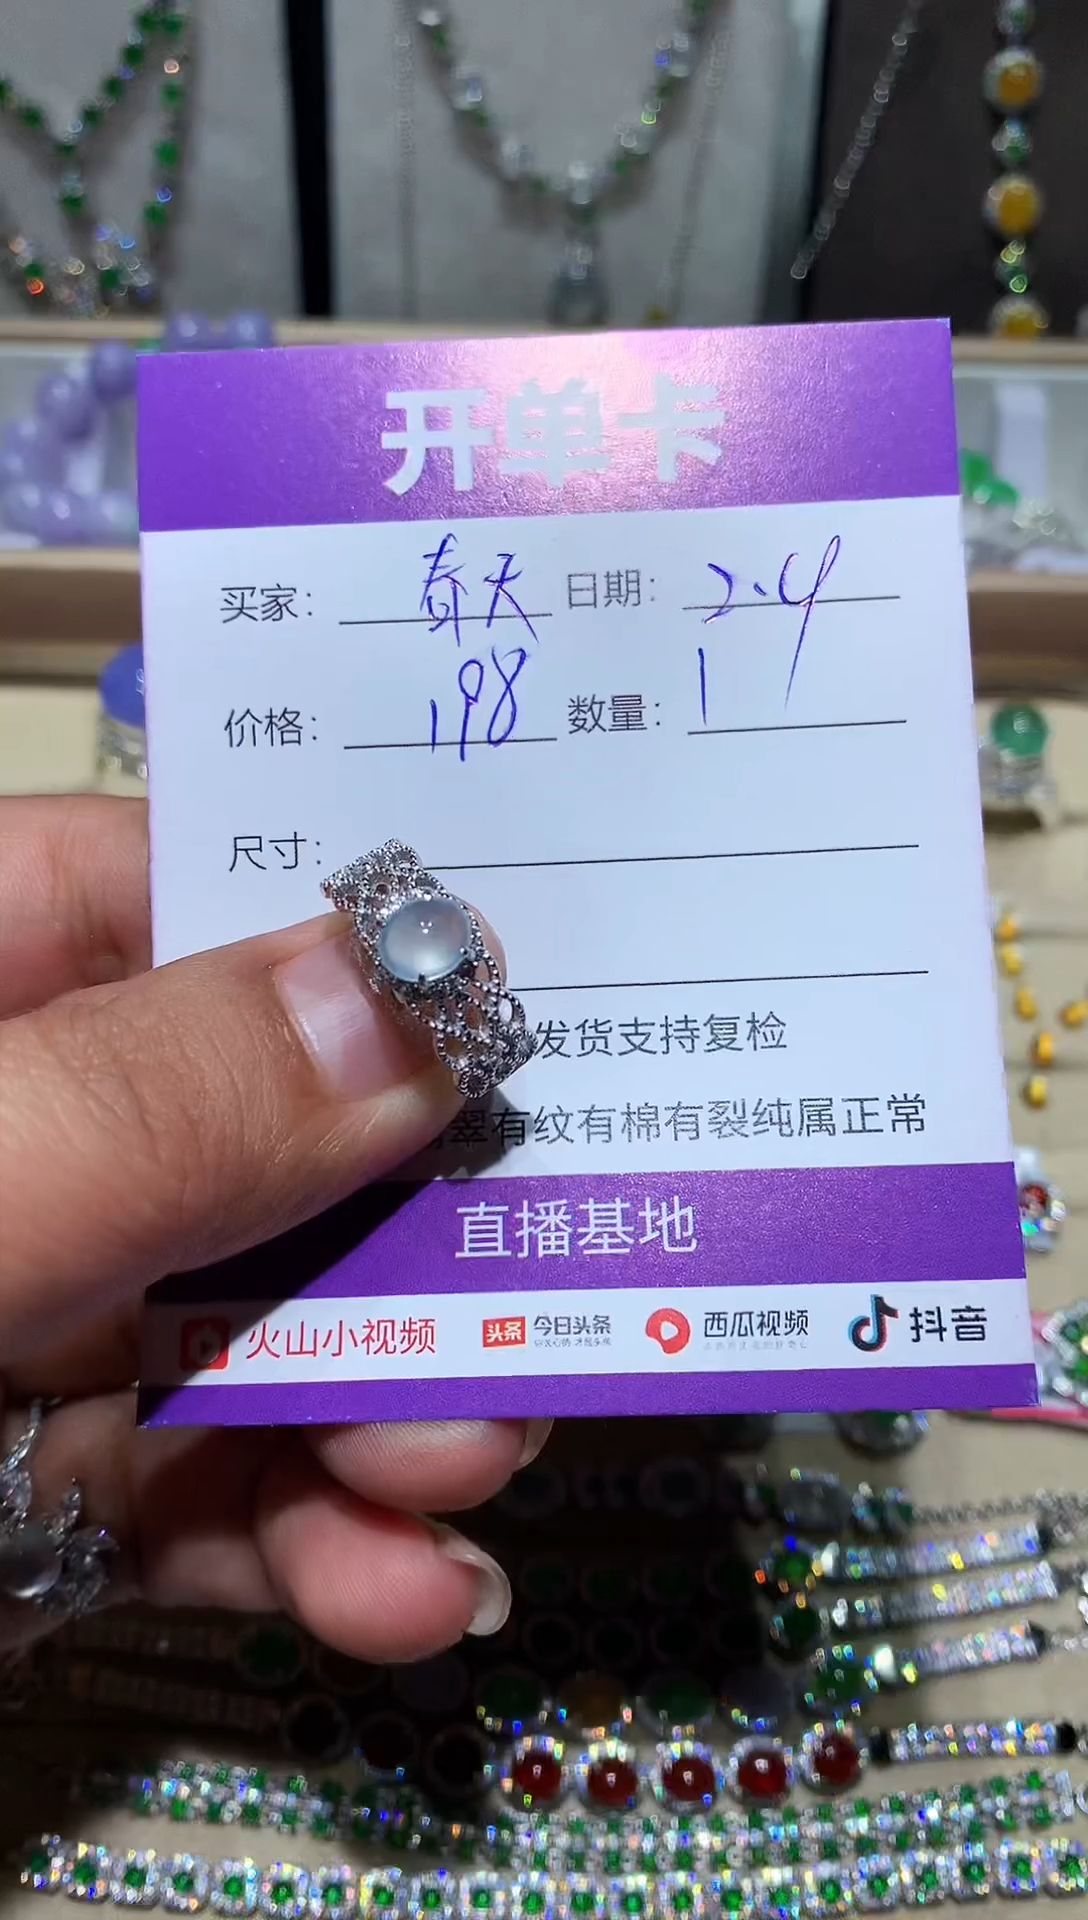 开单卡
买家: 春天 日期: 2.4
价格: 198 数量: 1
尺寸:
发货支持复检
翠有纹有棉有裂纯属正常
直播基地
火山小视频 头条 今日头条 西瓜视频 抖音